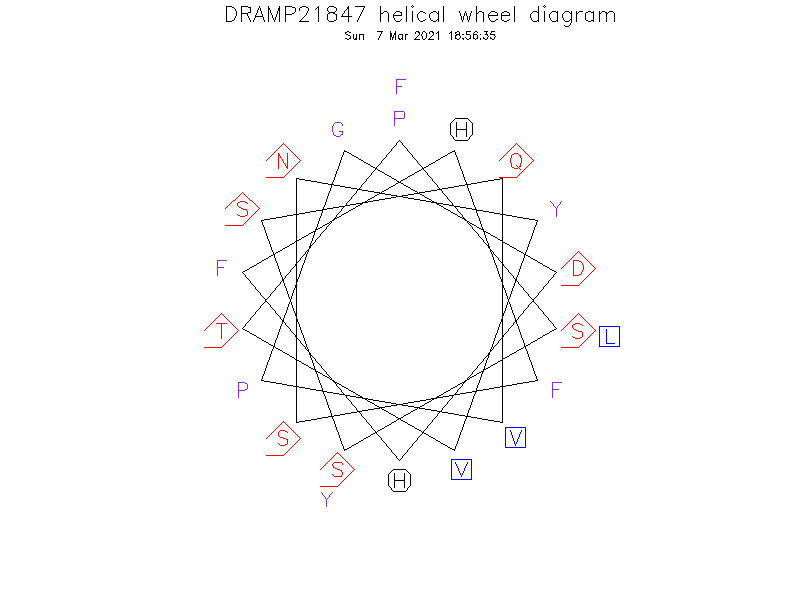 DRAMP21847 helical wheel diagram
Sun 7 Mar 2021 18:56:35
F
P
G H
N Q
S Y
F D
T S L
P F
S V
S H V
Y